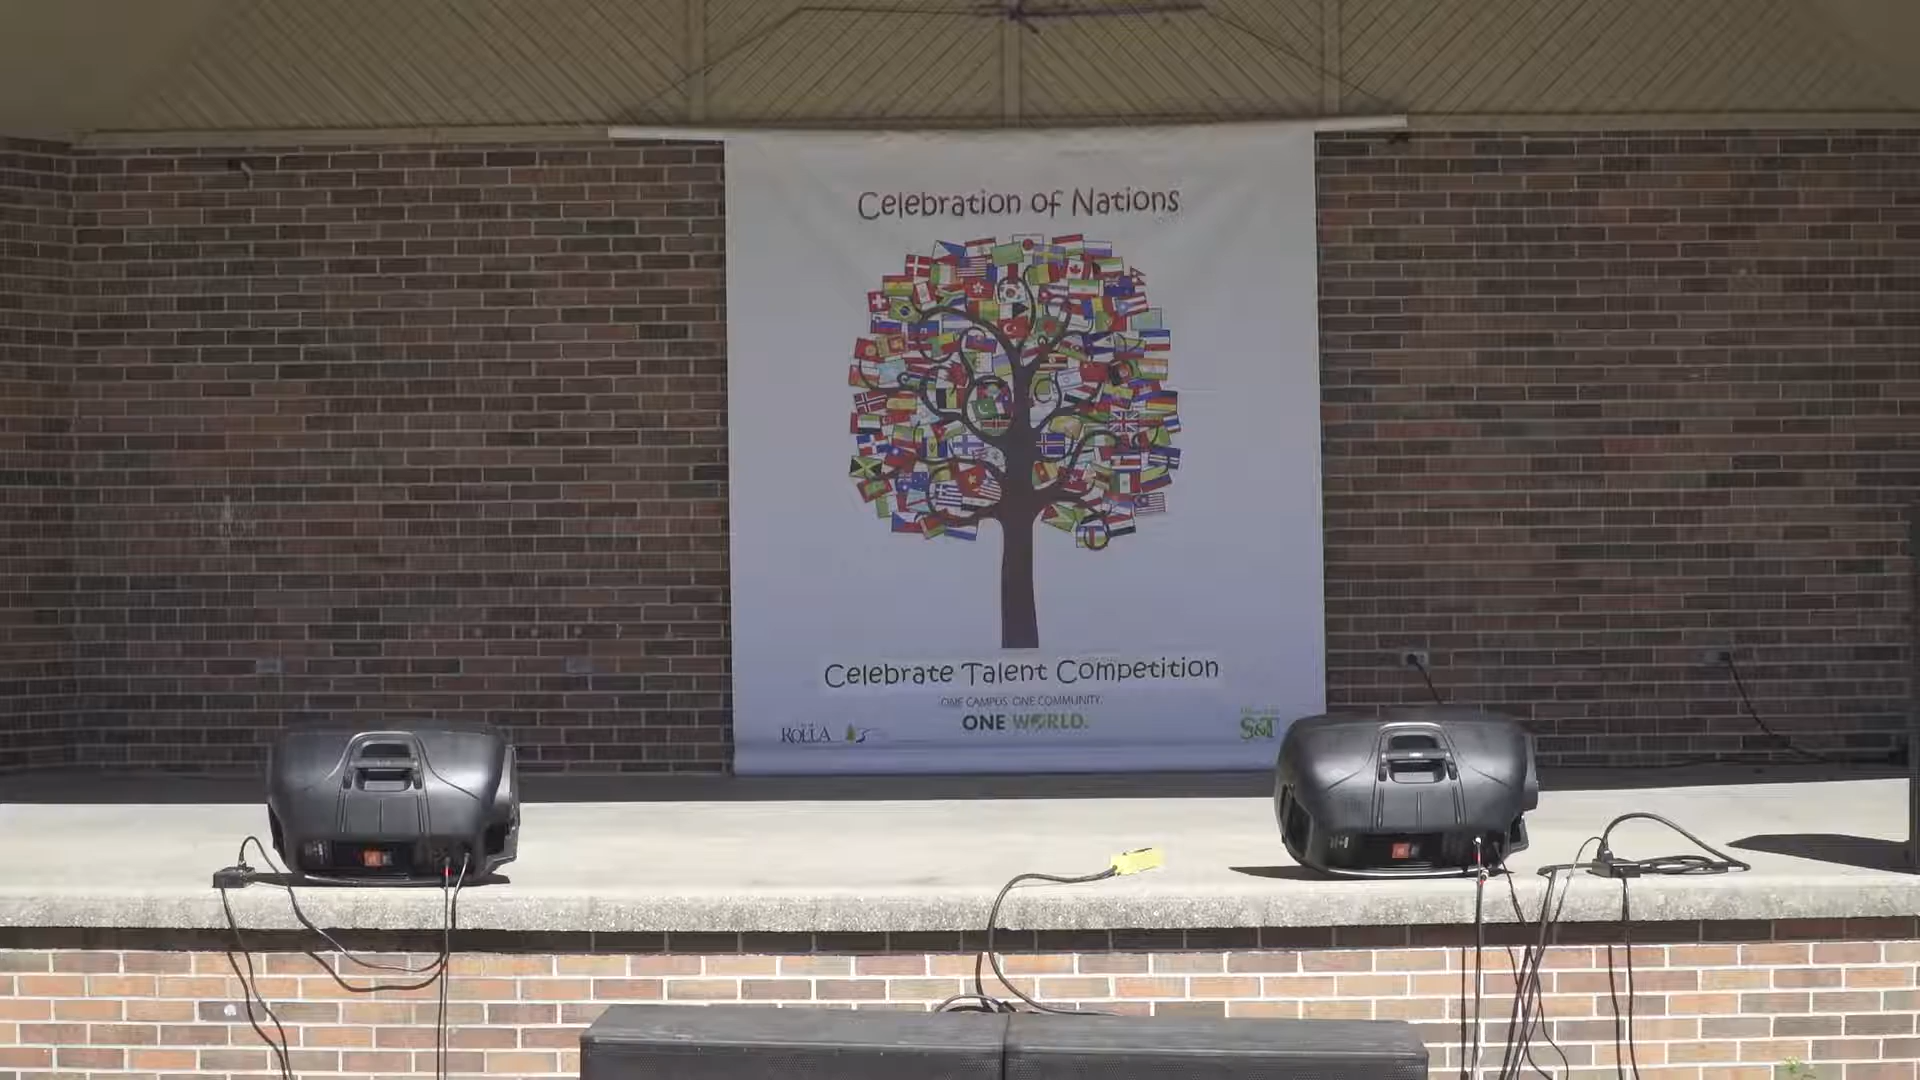 Celebration of Nations
Celebrate Talent Competition
ONE CAMPUS. ONE COMMUNITY.
ONE WORLD.
ROLLA
S&T